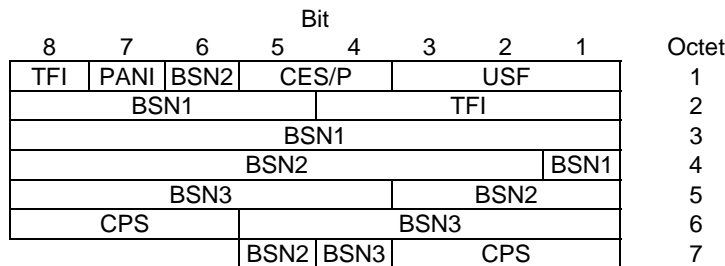 Bit
8 7 6 5 4 3 2 1 Octet
TFI PANI BSN2 CES/P USF 1
BSN1 TFI 2
BSN1 3
BSN2 BSN1 4
BSN3 BSN2 5
CPS BSN3 6
BSN2 BSN3 CPS 7